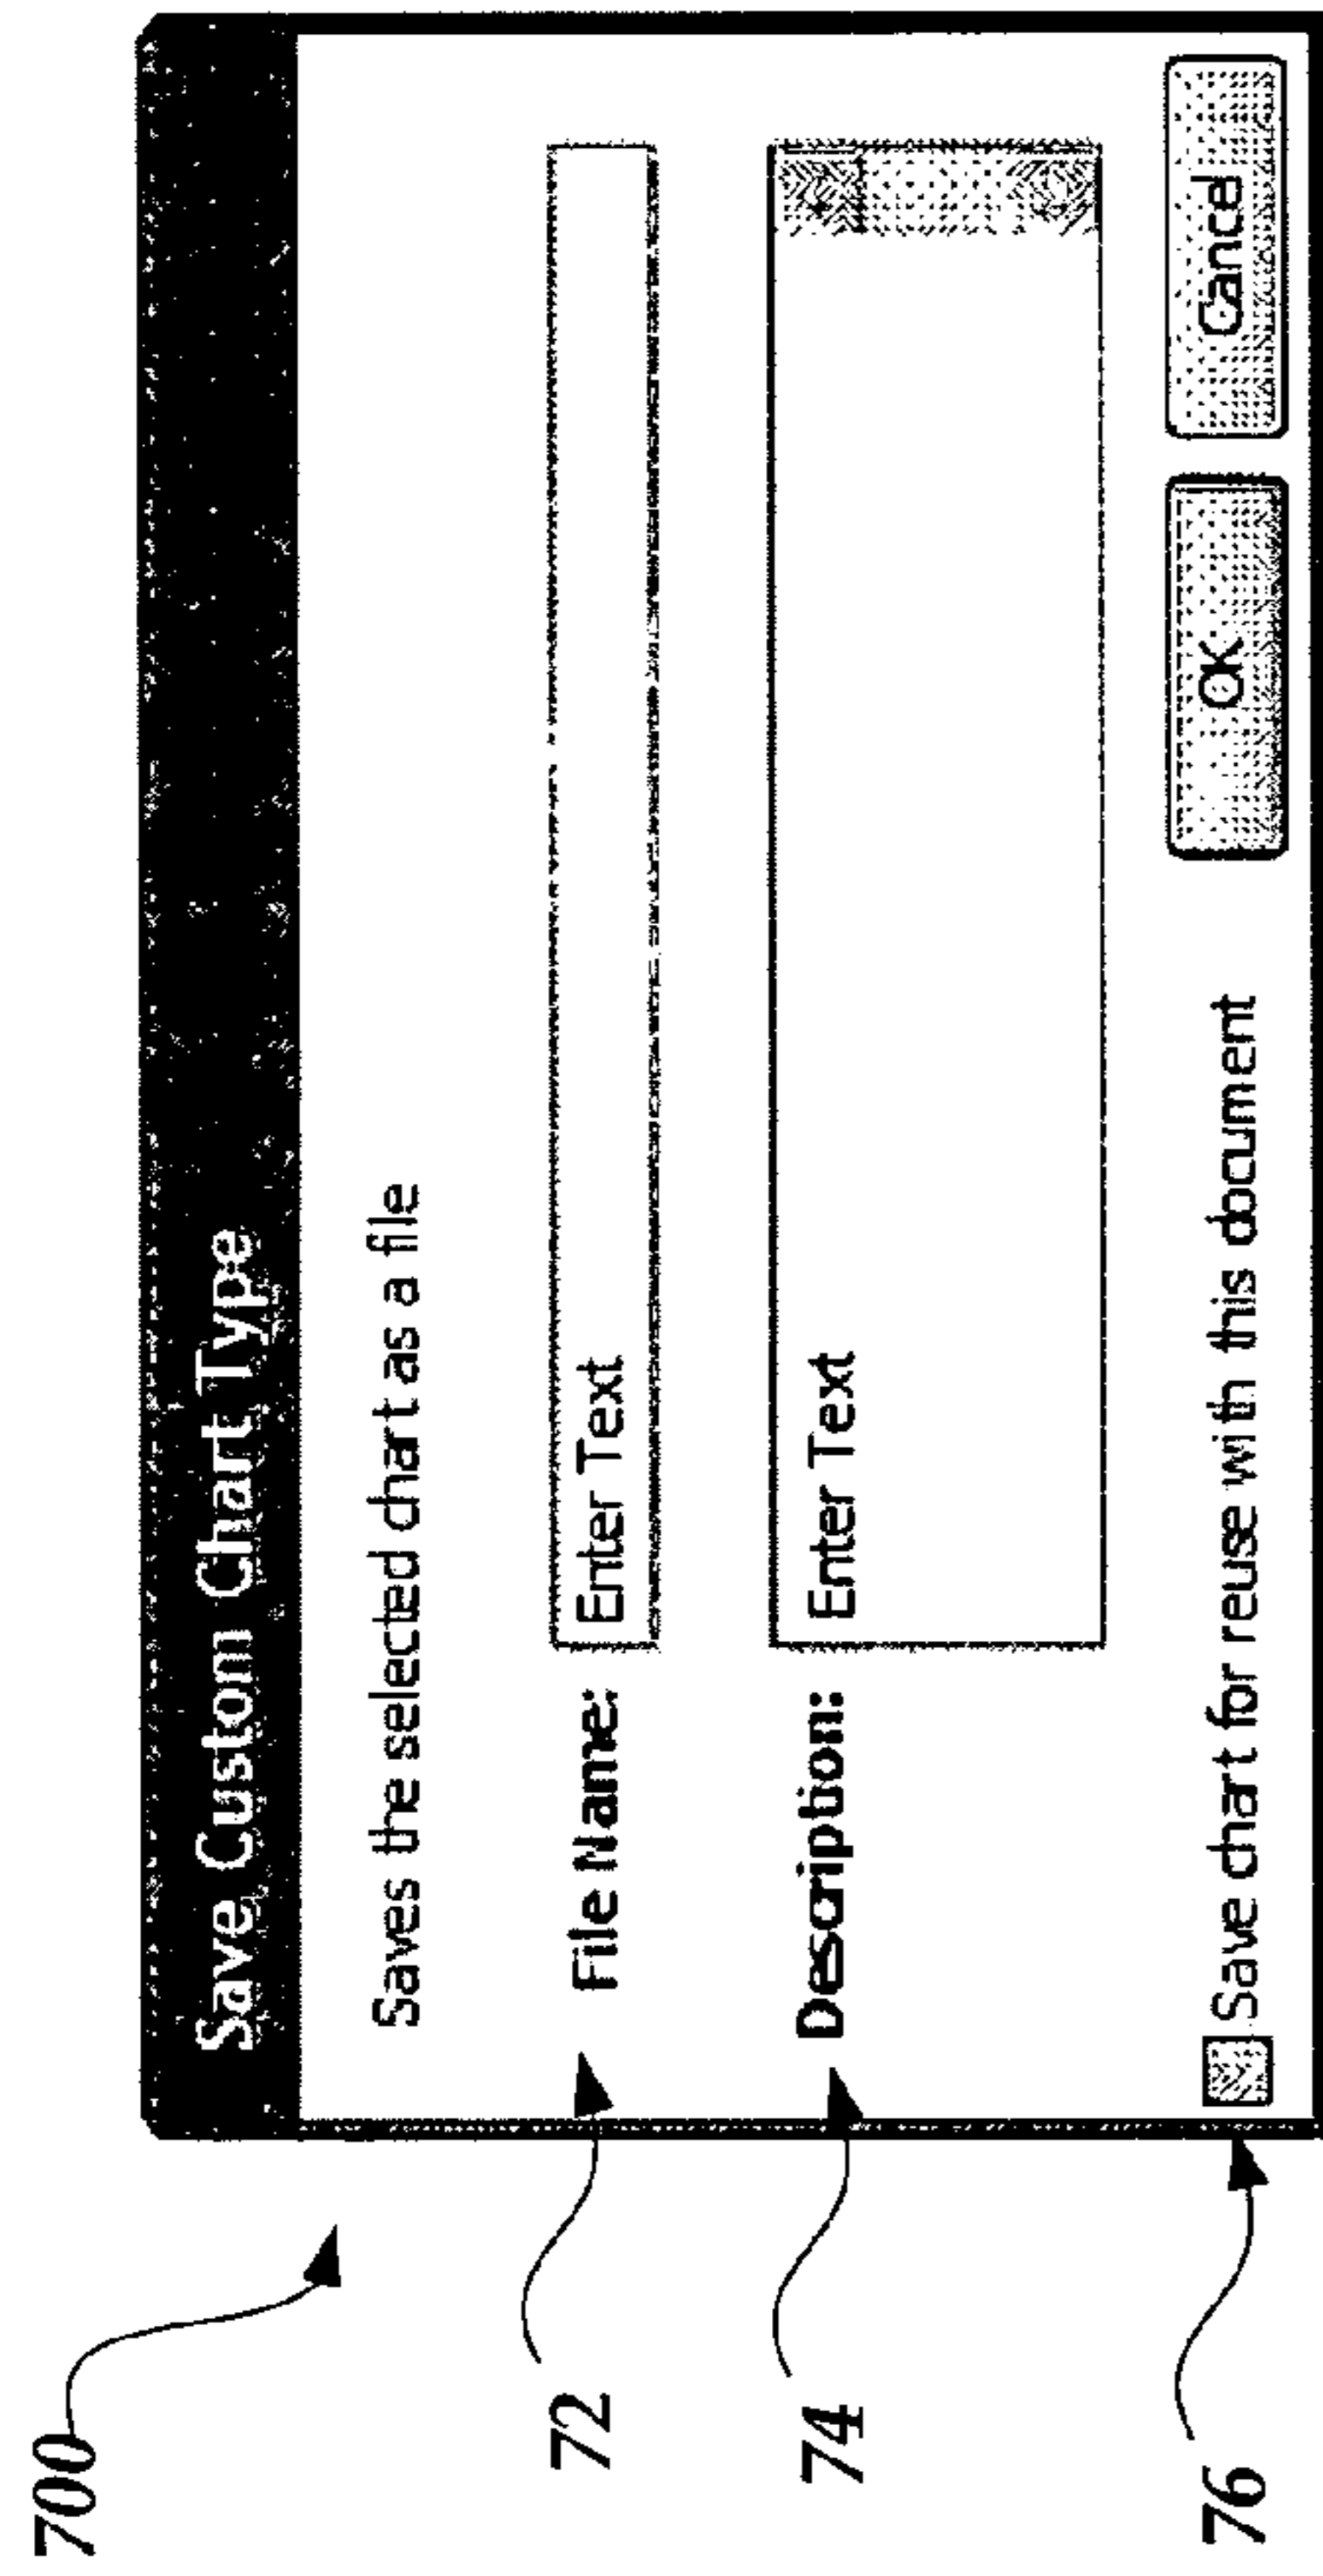 700
Save Custom Chart Type
Saves the selected chart as a file
72
File Name:
Enter Text
74
Description:
Enter Text
76
Save chart for reuse with this document
OK
Cancel